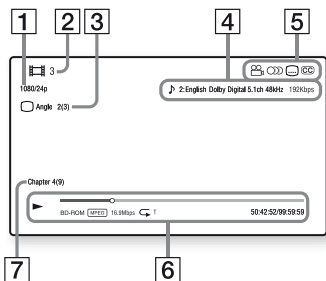 1 2 3 4 5
3
1080/24p
2:English Dolby Digital 5.1ch 48kHz 192Kbps
CC
Angle 2(3)
Chapter 4(9)
BD-ROM MPEG 16.9Mbps 1 50:42:52/99:59:59
7 6